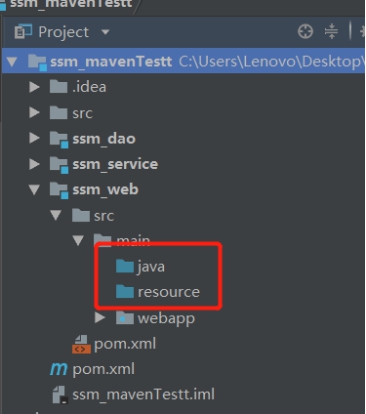 ssm_mavenTestt
Project
ssm_mavenTestt C:\Users\Lenovo\Desktop\
.idea
src
ssm_dao
ssm_service
ssm_web
src
main
java
resource
webapp
pom.xml
pom.xml
ssm_mavenTestt.iml